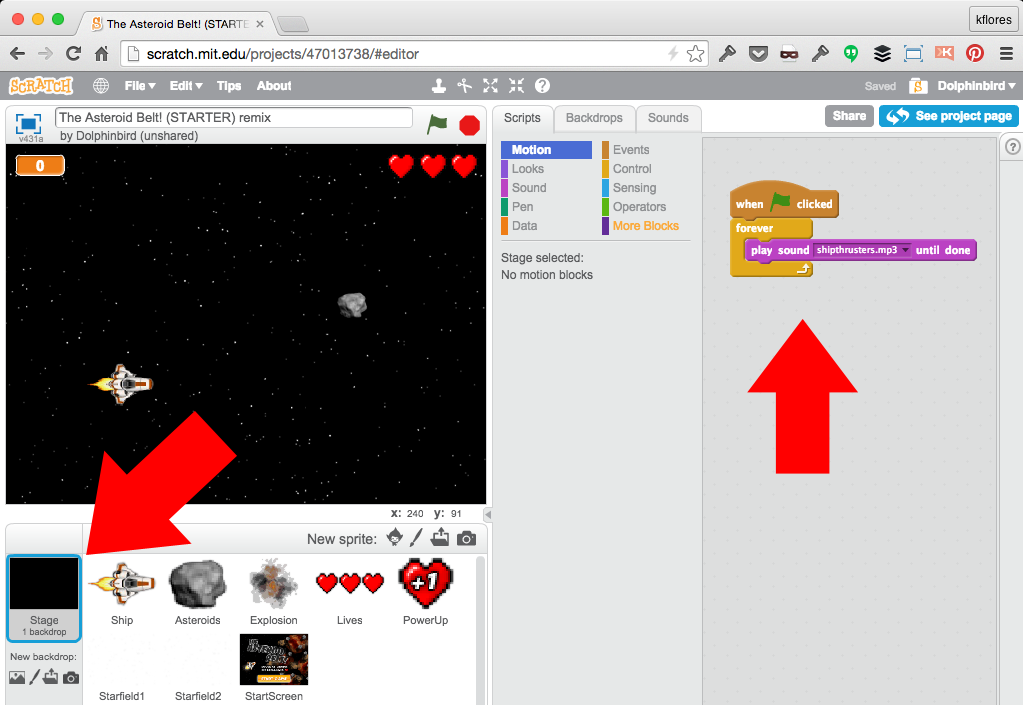 The Asteroid Belt! (STARTE
kflores
scratch.mit.edu/projects/47013738/#editor
SCRATCH
File
Edit
Tips
About
Saved
Dolphinbird
v431a
The Asteroid Belt! (STARTER) remix
by Dolphinbird (unshared)
Scripts
Backdrops
Sounds
Share
See project page
0
Motion
Looks
Sound
Pen
Data
Events
Control
Sensing
Operators
More Blocks
Stage selected:
No motion blocks
when clicked
forever
play sound shipthrusters.mp3 until done
x: 240 y: 91
New sprite:
Stage
1 backdrop
New backdrop:
+1
Ship
Asteroids
Explosion
Lives
PowerUp
Starfield1
Starfield2
StartScreen